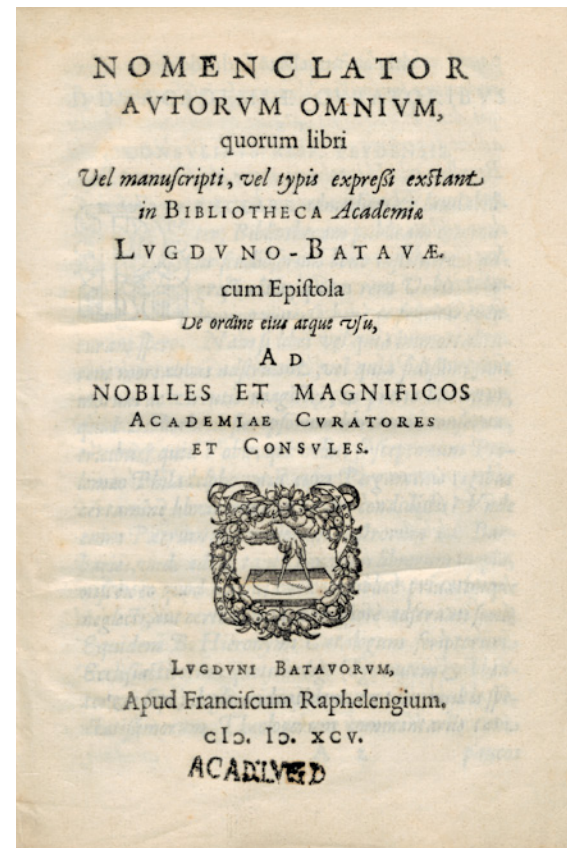 NOMENCLATOR
AVTORVM OMNIVM,
quorum libri
Vel manuſcripti, vel typis expreſſi exſtant
in BIBLIOTHECA Academiæ
LVGDVNO-BATAVÆ.
cum Epiſtola
De ordine eius atque vſu,
AD
NOBILES ET MAGNIFICOS
ACADEMIAE CVRATORES
ET CONSVLES.
LVGDVNI BATAVORVM,
Apud Franciſcum Raphelengium.
cIↃ. IↃ. XCV.
ACAD LVGD